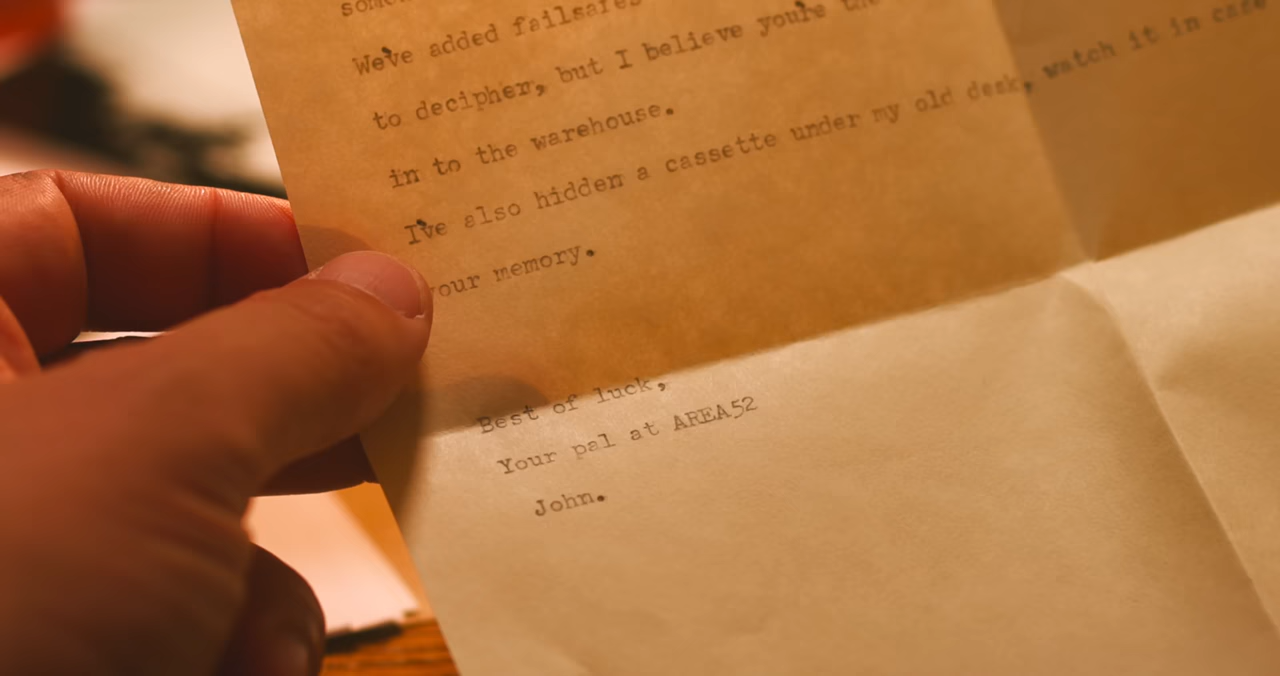 We've added failsafes
to decipher, but I believe you're the
in to the warehouse.
I've also hidden a cassette under my old desk, watch it in case
your memory.
Best of luck,
Your pal at AREA52
John.